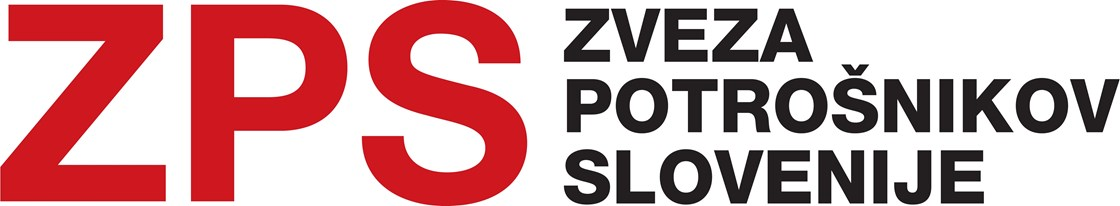 ZPS
ZVEZA
POTROŠNIKOV
SLOVENIJE